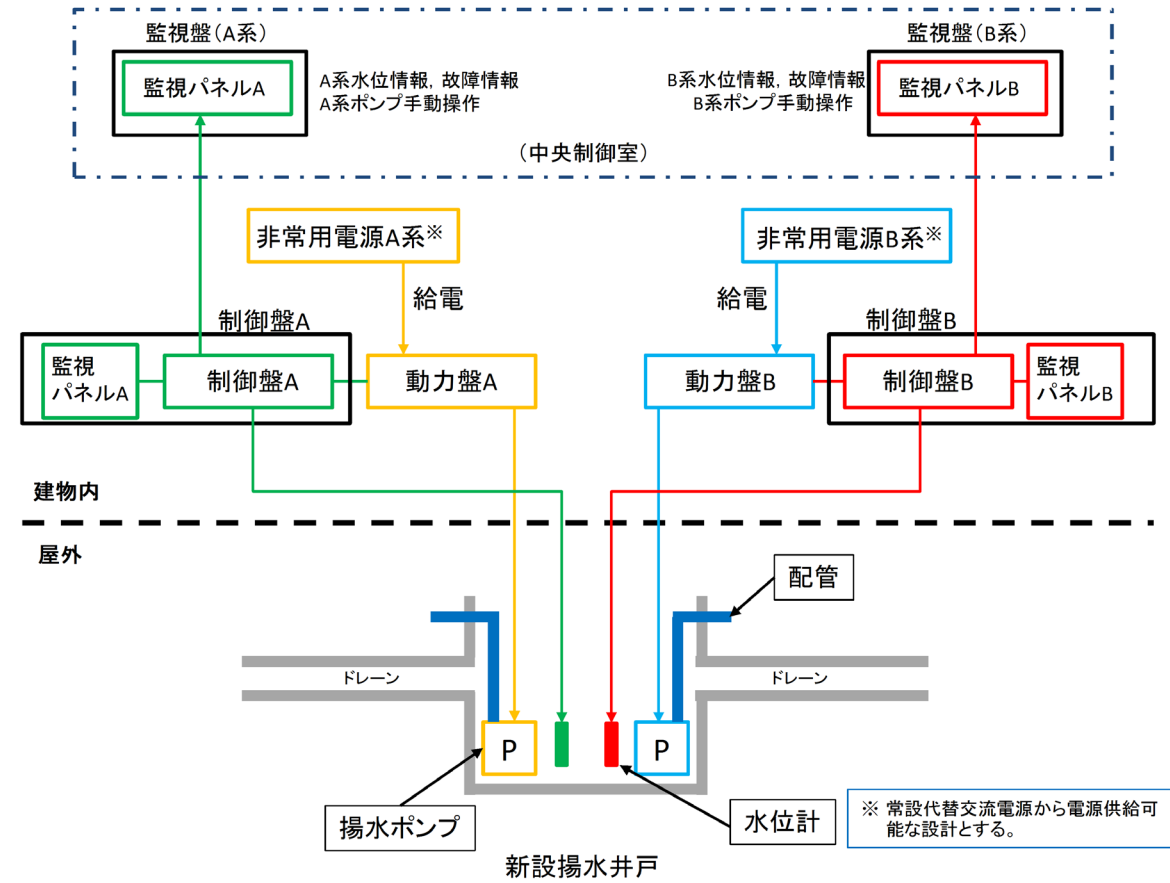 監視盤(A系)
監視パネルA
A系水位情報, 故障情報
A系ポンプ手動操作
監視盤(B系)
監視パネルB
B系水位情報, 故障情報
B系ポンプ手動操作
(中央制御室)
非常用電源A系※
非常用電源B系※
給電
給電
制御盤A
監視
パネルA
制御盤A
動力盤A
制御盤B
動力盤B
制御盤B
監視
パネルB
建物内
屋外
配管
ドレーン
ドレーン
P
P
揚水ポンプ
水位計
※ 常設代替交流電源から電源供給可
能な設計とする。
新設揚水井戸